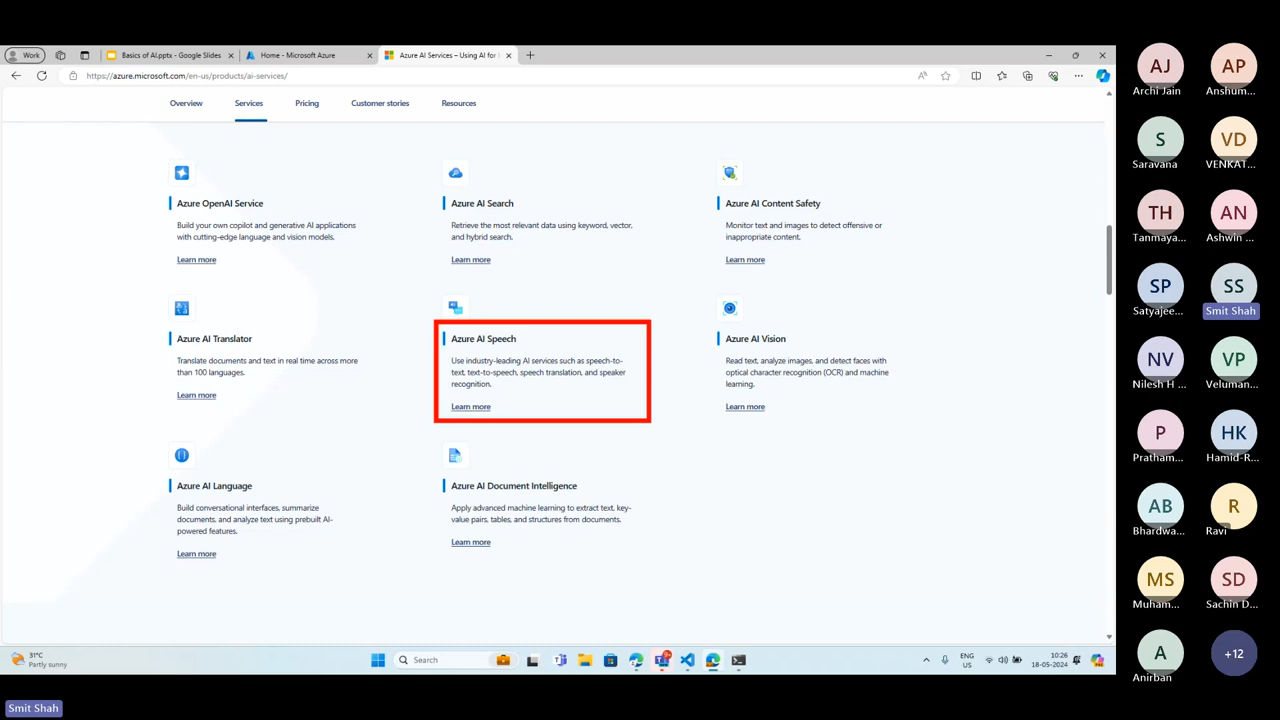 Work
Basics of AI.pptx - Google Slides
Home - Microsoft Azure
Azure AI Services – Using AI for
https://azure.microsoft.com/en-us/products/ai-services/
Overview
Services
Pricing
Customer stories
Resources
Azure OpenAI Service
Build your own copilot and generative AI applications
with cutting-edge language and vision models.
Learn more
Azure AI Search
Retrieve the most relevant data using keyword, vector,
and hybrid search.
Learn more
Azure AI Content Safety
Monitor text and images to detect offensive or
inappropriate content.
Learn more
Azure AI Translator
Translate documents and text in real time across more
than 100 languages.
Learn more
Azure AI Speech
Use industry-leading AI services such as speech-to-
text, text-to-speech, speech translation, and speaker
recognition.
Learn more
Azure AI Vision
Read text, analyze images, and detect faces with
optical character recognition (OCR) and machine
learning.
Learn more
Azure AI Language
Build conversational interfaces, summarize
documents, and analyze text using prebuilt AI-
powered features.
Learn more
Azure AI Document Intelligence
Apply advanced machine learning to extract text, key-
value pairs, tables, and structures from documents.
Learn more
31°C
Partly sunny
Search
ENG
US
10:26
18-05-2024
Smit Shah
AJ
Archi Jain
AP
Anshum...
S
Saravana
VD
VENKAT...
TH
Tanmaya...
AN
Ashwin ...
SP
Satyajee...
SS
Smit Shah
NV
Nilesh H ...
VP
Veluman...
P
Pratham...
HK
Hamid-R...
AB
Bhardwa...
R
Ravi
MS
Muham...
SD
Sachin D...
A
Anirban
+12